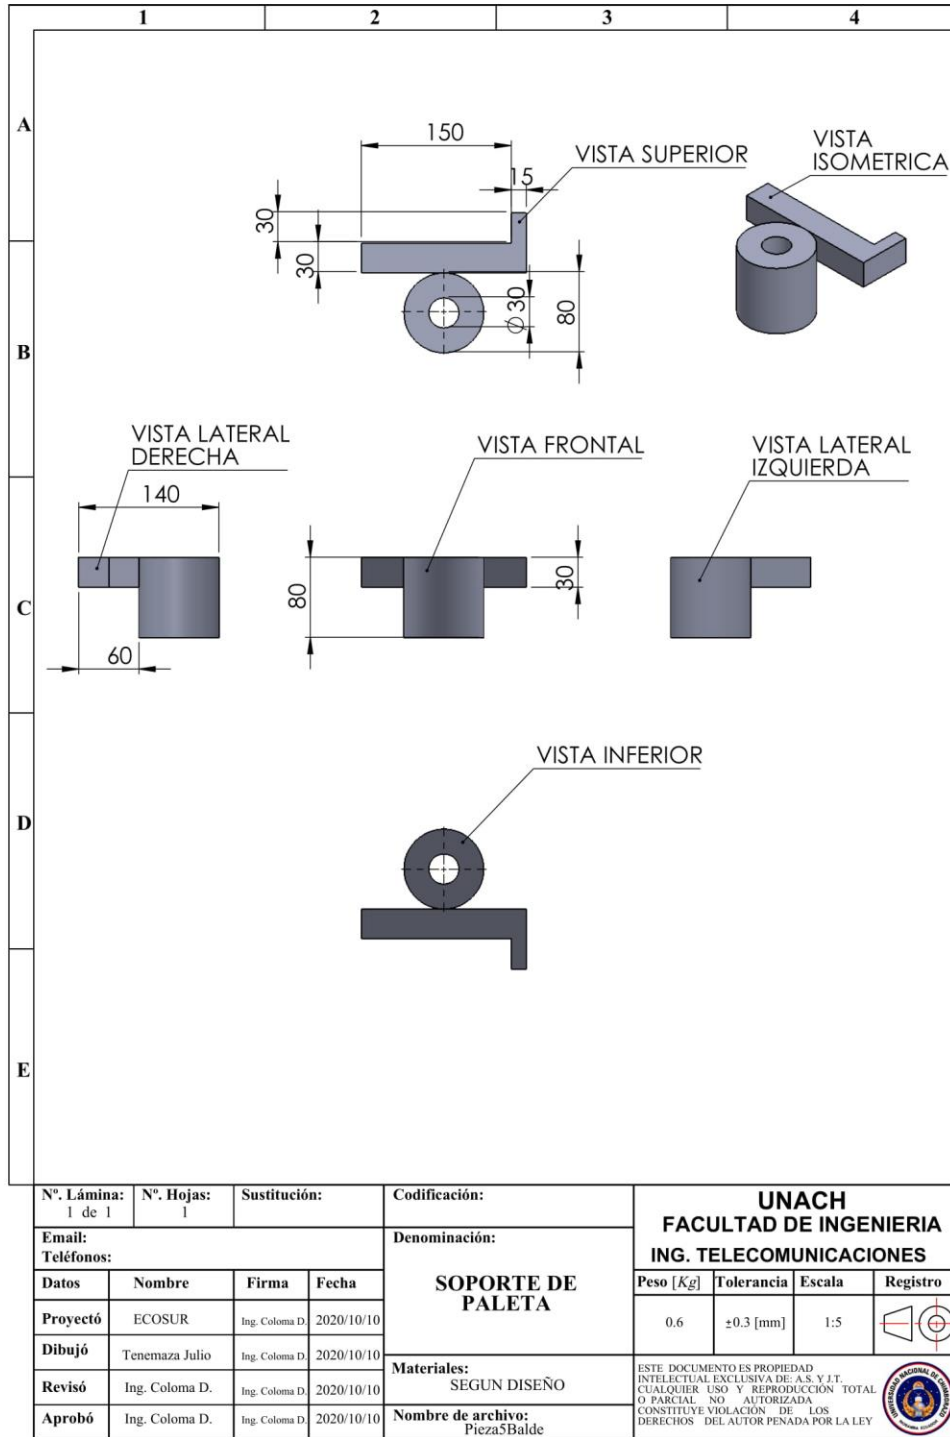 1 2 3 4
A
B
C
D
E
150
15
30
30
∅ 30
80
VISTA SUPERIOR
VISTA
ISOMETRICA
VISTA LATERAL
DERECHA
140
60
VISTA FRONTAL
80
30
VISTA LATERAL
IZQUIERDA
VISTA INFERIOR
Nº. Lámina:
1 de 1
Nº. Hojas:
1
Sustitución:
Codificación:
UNACH
FACULTAD DE INGENIERIA
ING. TELECOMUNICACIONES
Email:
Teléfonos:
Denominación:
SOPORTE DE
PALETA
Datos Nombre Firma Fecha
Proyectó ECOSUR Ing. Coloma D. 2020/10/10
Dibujó Tenemaza Julio Ing. Coloma D. 2020/10/10
Revisó Ing. Coloma D. Ing. Coloma D. 2020/10/10
Aprobó Ing. Coloma D. Ing. Coloma D. 2020/10/10
Materiales:
SEGUN DISEÑO
Nombre de archivo:
Pieza5Balde
Peso [Kg] Tolerancia Escala Registro
0.6 ±0.3 [mm] 1:5
ESTE DOCUMENTO ES PROPIEDAD
INTELECTUAL EXCLUSIVA DE: A.S. Y J.T.
CUALQUIER USO Y REPRODUCCIÓN TOTAL
O PARCIAL NO AUTORIZADA
CONSTITUYE VIOLACIÓN DE LOS
DERECHOS DEL AUTOR PENADA POR LA LEY